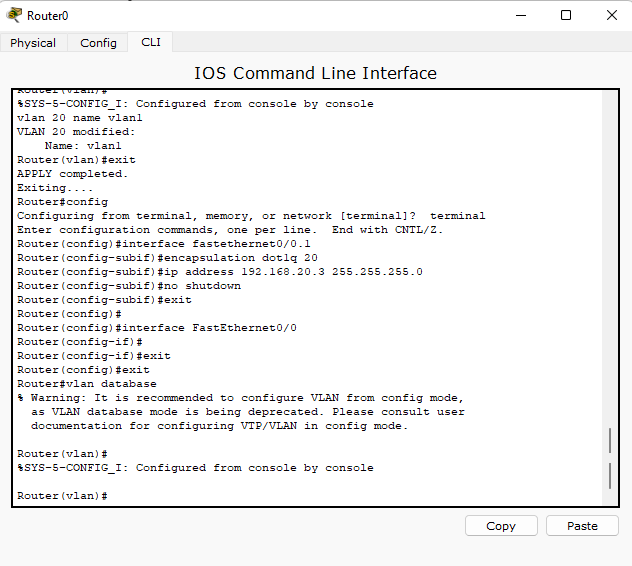 Router0
Physical Config CLI
IOS Command Line Interface
Router(vlan)#
%SYS-5-CONFIG_I: Configured from console by console
vlan 20 name vlan1
VLAN 20 modified:
    Name: vlan1
Router(vlan)#exit
APPLY completed.
Exiting....
Router#config
Configuring from terminal, memory, or network [terminal]?  terminal
Enter configuration commands, one per line.  End with CNTL/Z.
Router(config)#interface fastethernet0/0.1
Router(config-subif)#encapsulation dot1q 20
Router(config-subif)#ip address 192.168.20.3 255.255.255.0
Router(config-subif)#no shutdown
Router(config-subif)#exit
Router(config)#
Router(config)#interface FastEthernet0/0
Router(config-if)#
Router(config-if)#exit
Router(config)#exit
Router#vlan database
% Warning: It is recommended to configure VLAN from config mode,
  as VLAN database mode is being deprecated. Please consult user
  documentation for configuring VTP/VLAN in config mode.
Router(vlan)#
%SYS-5-CONFIG_I: Configured from console by console
Router(vlan)#
Copy Paste